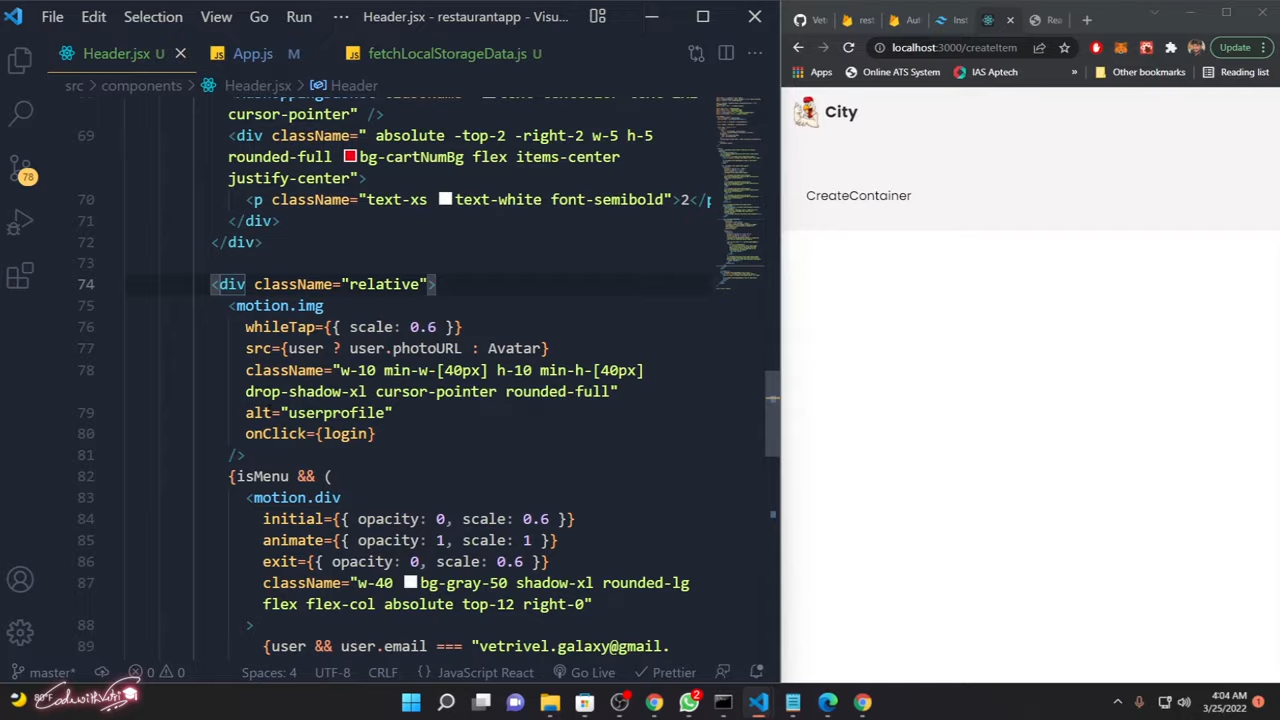 File Edit Selection View Go Run ··· Header.jsx - restaurantapp - Visu...
Header.jsx U App.js M fetchLocalStorageData.js U ···
src components Header.jsx Header
cursor-pointer" />
69 <div className=" absolute -top-2 -right-2 w-5 h-5
rounded-full bg-cartNumBg flex items-center
justify-center">
70 <p className="text-xs text-white font-semibold">2</p
71 </div>
72 </div>
73
74 <div className="relative">
75 <motion.img
76 whileTap={{ scale: 0.6 }}
77 src={user ? user.photoURL : Avatar}
78 className="w-10 min-w-[40px] h-10 min-h-[40px]
drop-shadow-xl cursor-pointer rounded-full"
79 alt="userprofile"
80 onClick={login}
81 />
82 {isMenu && (
83 <motion.div
84 initial={{ opacity: 0, scale: 0.6 }}
85 animate={{ opacity: 1, scale: 1 }}
86 exit={{ opacity: 0, scale: 0.6 }}
87 className="w-40 bg-gray-50 shadow-xl rounded-lg
flex flex-col absolute top-12 right-0"
88 >
89 {user && user.email === "vetrivel.galaxy@gmail.
master* 0 0 Spaces: 4 UTF-8 CRLF {} JavaScript React Go Live Prettier
Vet rest Aut Inst Rea
localhost:3000/createItem Update
Apps Online ATS System IAS Aptech » Other bookmarks Reading list
City
CreateContainer
80°F 2 4:04 AM
3/25/2022 1